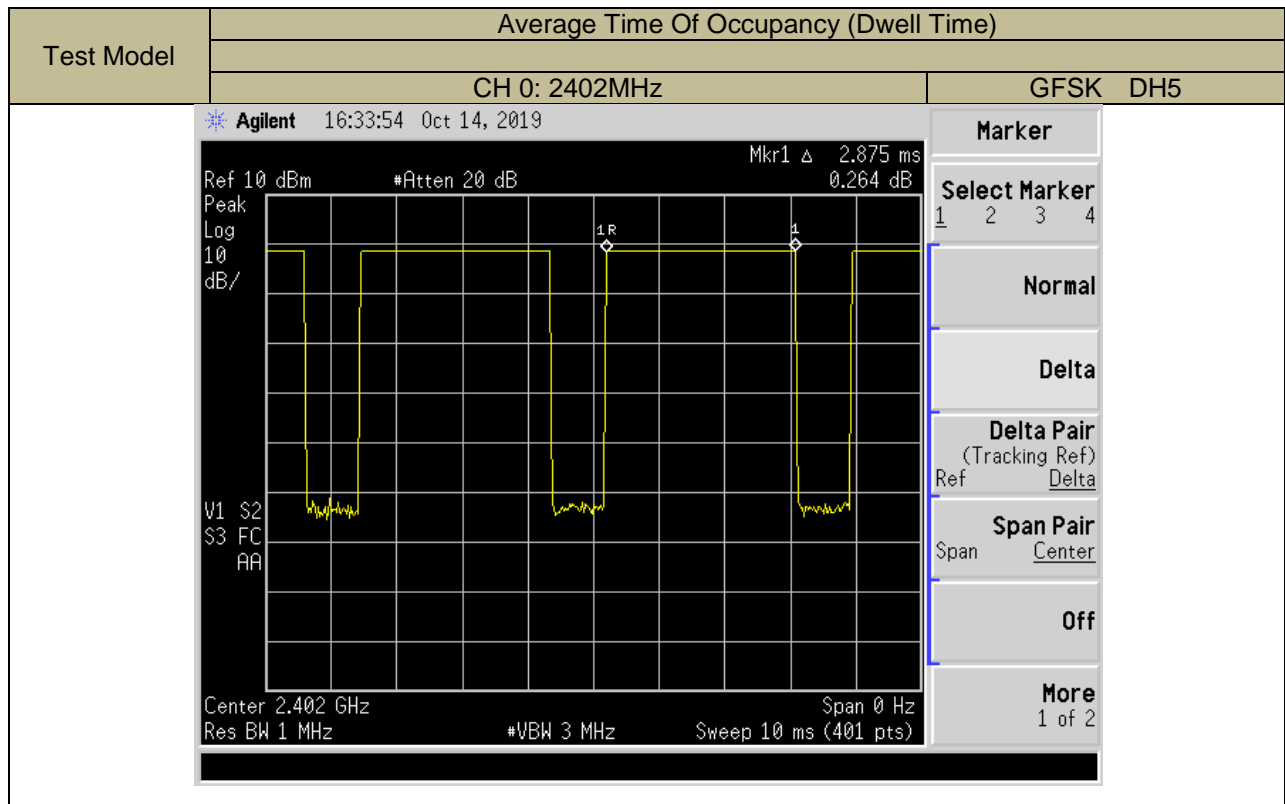 Test Model
Average Time Of Occupancy (Dwell Time)
CH 0: 2402MHz
GFSK DH5
Agilent 16:33:54 Oct 14, 2019
Mkr1 Δ 2.875 ms
Ref 10 dBm #Atten 20 dB 0.264 dB
Peak
Log
10
dB/
1R
1
V1 S2
S3 FC
AA
Center 2.402 GHz Span 0 Hz
Res BW 1 MHz #VBW 3 MHz Sweep 10 ms (401 pts)
Marker
Select Marker
1 2 3 4
Normal
Delta
Delta Pair
(Tracking Ref)
Ref Delta
Span Pair
Span Center
Off
More
1 of 2